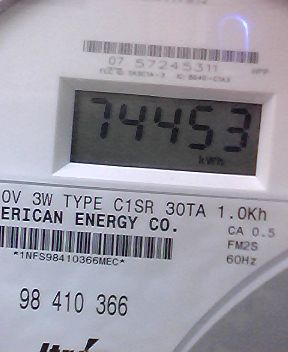 07 57245311
74453
kWh
0V 3W TYPE C1SR 30TA 1.0Kh
ERICAN ENERGY CO.
CA 0.5
FM2S
60Hz
*1NFS98410366MEC*
98 410 366
Itron